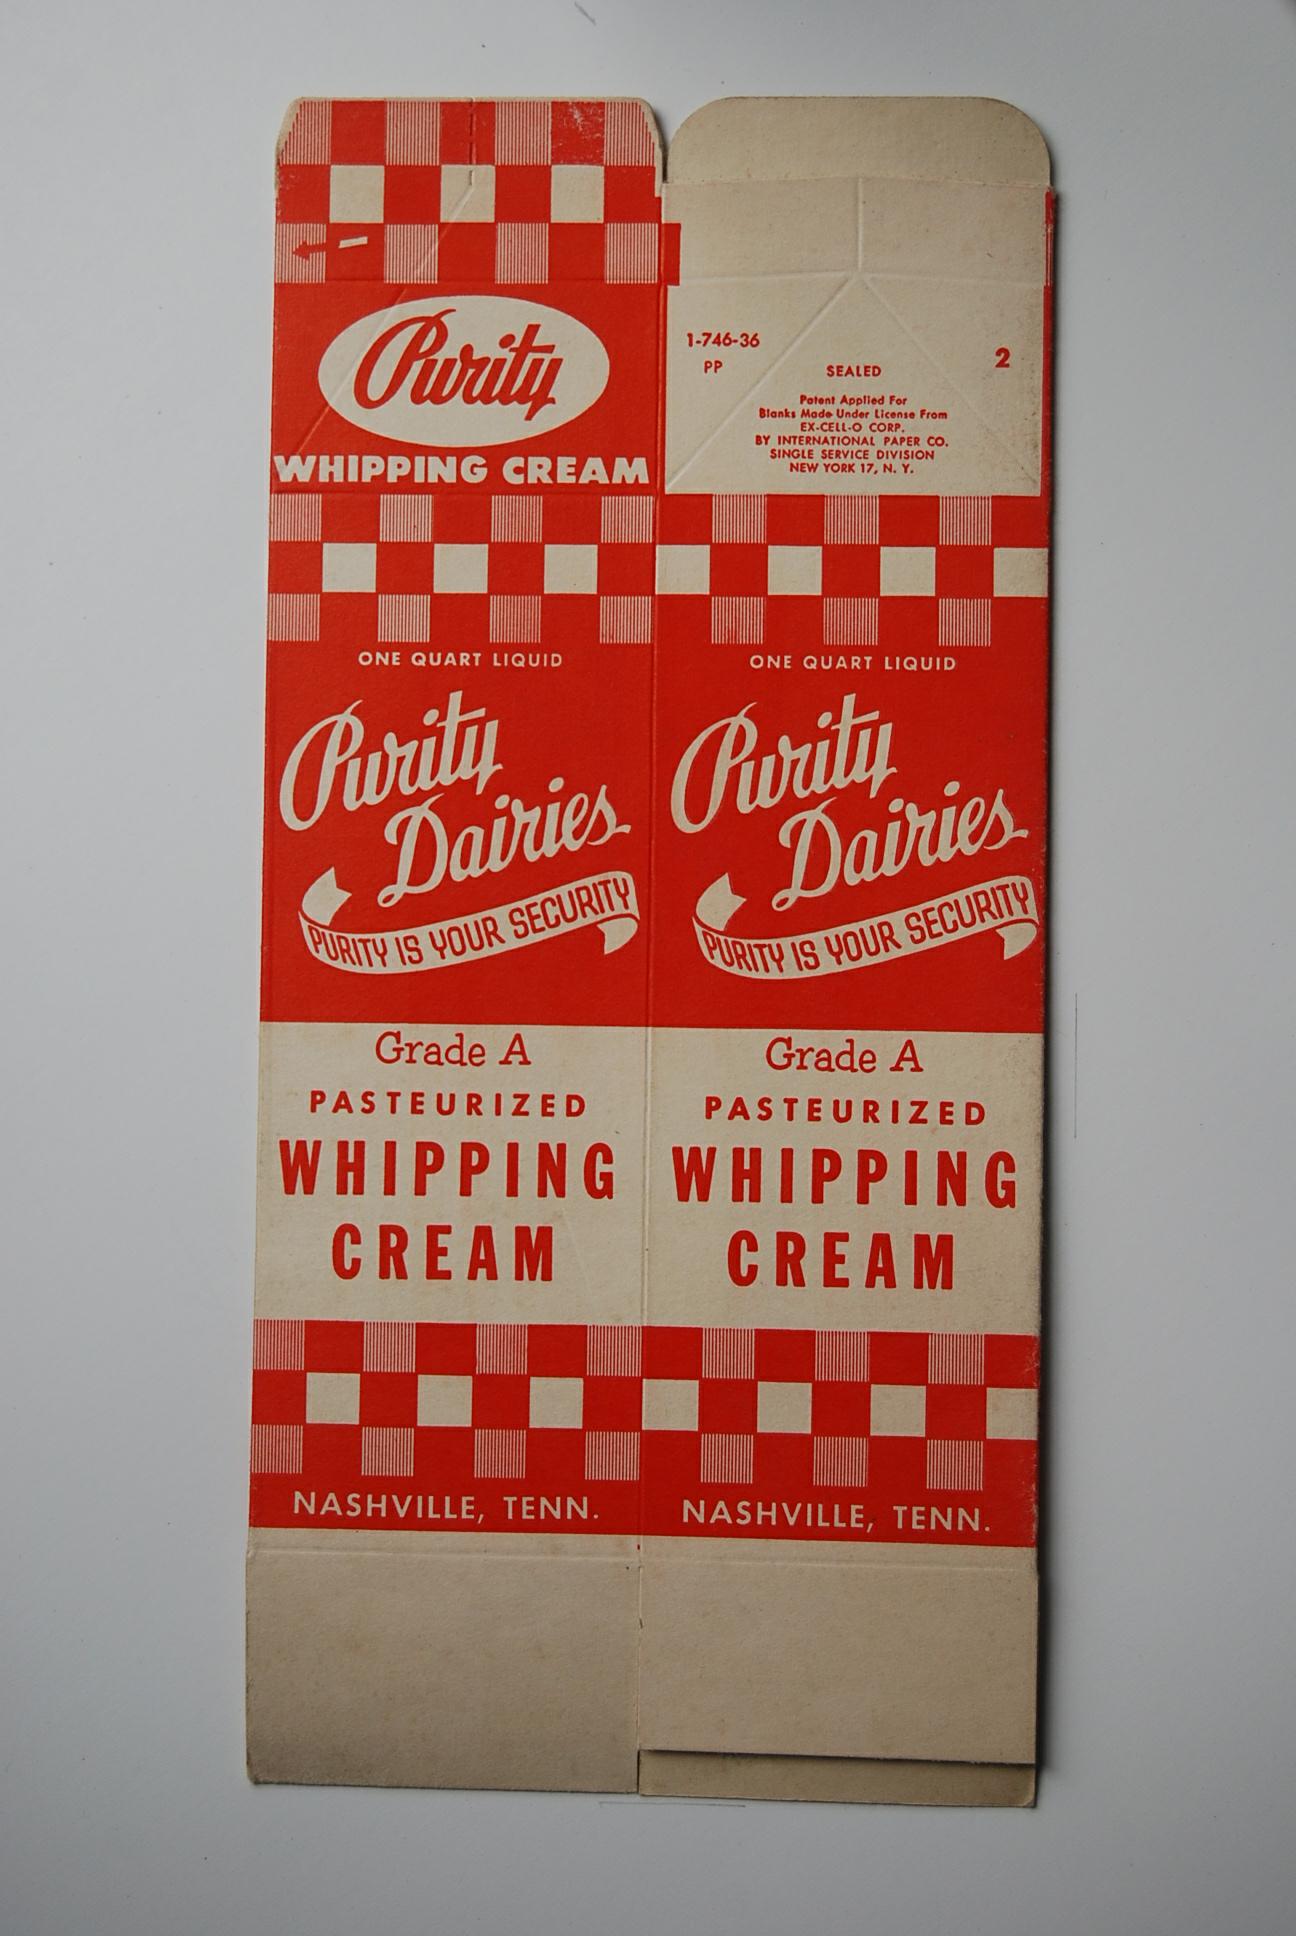 Purity
WHIPPING CREAM
1-746-36
PP
2
SEALED
Patent Applied For
Blanks Made Under License From
EX-CELL-O CORP.
BY INTERNATIONAL PAPER CO.
SINGLE SERVICE DIVISION
NEW YORK 17, N. Y.
ONE QUART LIQUID
Purity
Dairies
PURITY IS YOUR SECURITY
Grade A
PASTEURIZED
WHIPPING
CREAM
NASHVILLE, TENN.
ONE QUART LIQUID
Purity
Dairies
PURITY IS YOUR SECURITY
Grade A
PASTEURIZED
WHIPPING
CREAM
NASHVILLE, TENN.